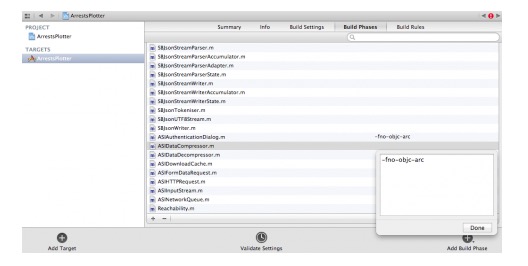 ArrestsPlotter
PROJECT
ArrestsPlotter
TARGETS
ArrestsPlotter
Summary Info Build Settings Build Phases Build Rules
SBJsonStreamParser.m
SBJsonStreamParserAccumulator.m
SBJsonStreamParserAdapter.m
SBJsonStreamParserState.m
SBJsonStreamWriter.m
SBJsonStreamWriterAccumulator.m
SBJsonStreamWriterState.m
SBJsonTokeniser.m
SBJsonUTF8Stream.m
SBJsonWriter.m
ASIAuthenticationDialog.m -fno-objc-arc
ASIDataCompressor.m
ASIDataDecompressor.m
ASIDownloadCache.m
ASIFormDataRequest.m
ASIHTTPRequest.m
ASIInputStream.m
ASINetworkQueue.m
Reachability.m
-fno-objc-arc
Done
Add Target
Validate Settings
Add Build Phase